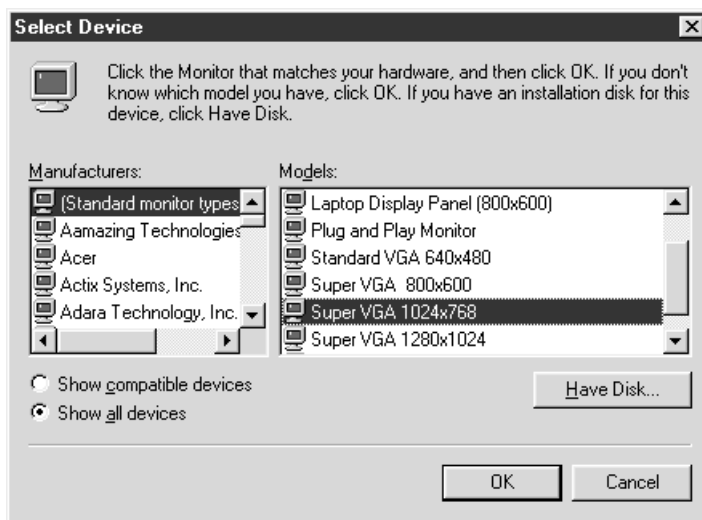 Select Device
Click the Monitor that matches your hardware, and then click OK. If you don't
know which model you have, click OK. If you have an installation disk for this
device, click Have Disk.
Manufacturers:
(Standard monitor types
Aamazing Technologies
Acer
Actix Systems, Inc.
Adara Technology, Inc.
Models:
Laptop Display Panel (800x600)
Plug and Play Monitor
Standard VGA 640x480
Super VGA  800x600
Super VGA 1024x768
Super VGA 1280x1024
Show compatible devices
Show all devices
Have Disk...
OK
Cancel